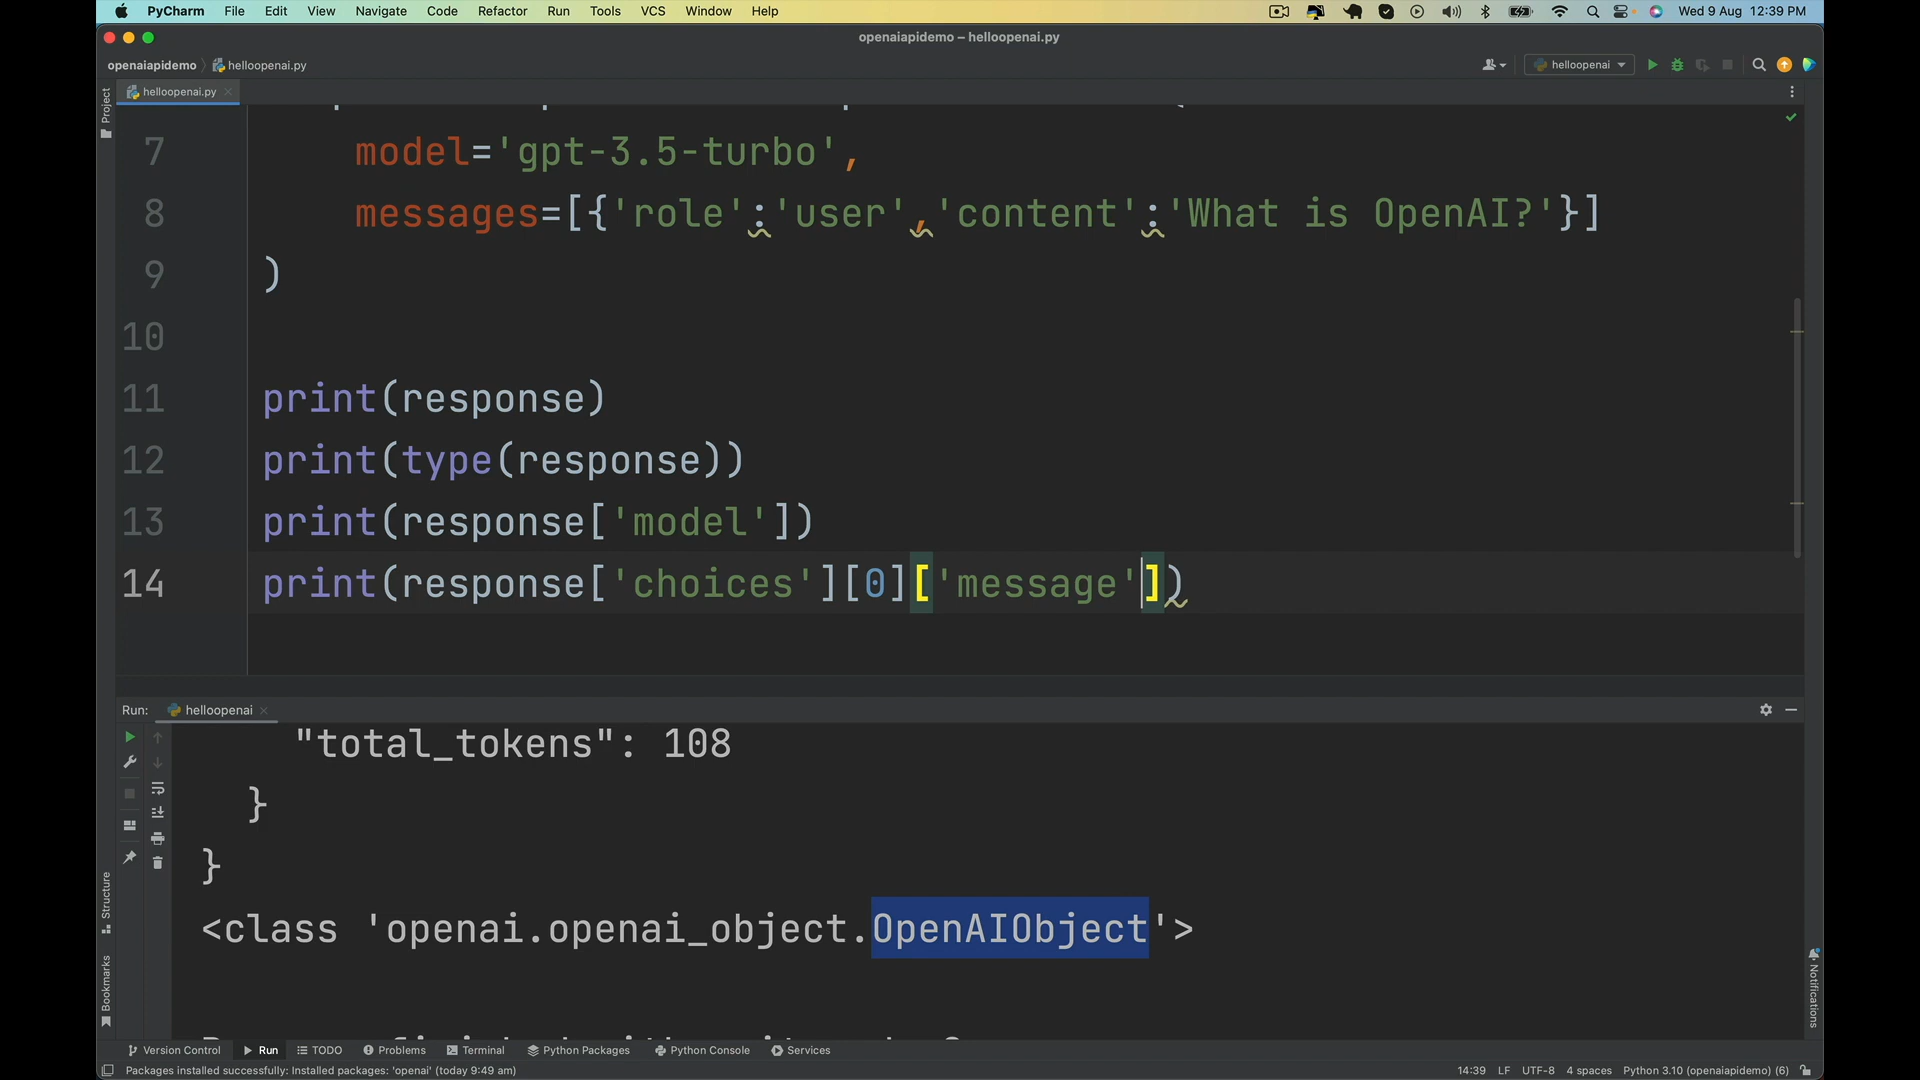 PyCharm File Edit View Navigate Code Refactor Run Tools VCS Window Help Wed 9 Aug 12:39 PM
openaiapidemo – helloopenai.py
openaiapidemo helloopenai.py helloopenai
Project
helloopenai.py
7 model='gpt-3.5-turbo',
8 messages=[{'role':'user','content':'What is OpenAI?'}]
9 )
10
11 print(response)
12 print(type(response))
13 print(response['model'])
14 print(response['choices'][0]['message'])
Run: helloopenai
"total_tokens": 108
}
}
<class 'openai.openai_object.OpenAIObject'>
Structure
Bookmarks
Notifications
Version Control Run TODO Problems Terminal Python Packages Python Console Services
Packages installed successfully: Installed packages: 'openai' (today 9:49 am) 14:39 LF UTF-8 4 spaces Python 3.10 (openaiapidemo) (6)